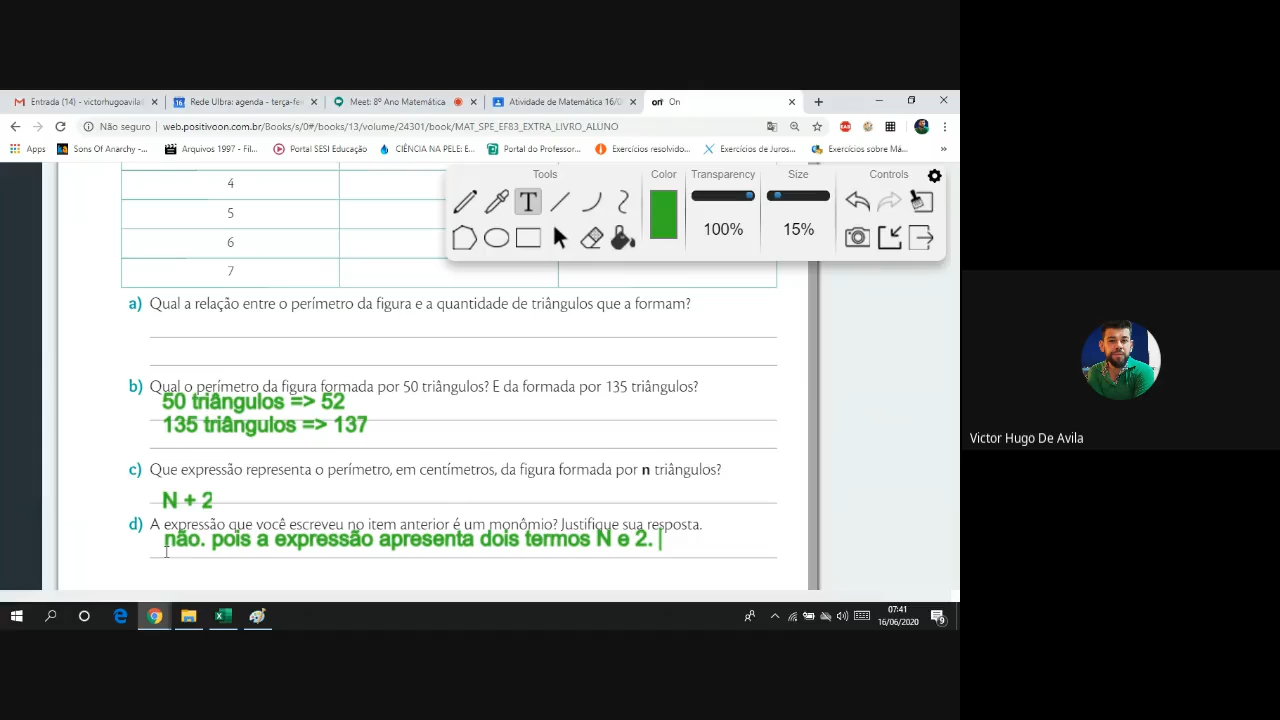 Entrada (14) - victorhugoavila
Rede Ulbra: agenda - terça-fei
Meet: 8º Ano Matemática
Atividade de Matemática 16/0
on On
Não seguro
web.positivoon.com.br/Books/s/0#/books/13/volume/24301/book/MAT_SPE_EF83_EXTRA_LIVRO_ALUNO
Apps
Sons Of Anarchy -...
Arquivos 1997 - Fil...
Portal SESI Educação
CIÊNCIA NA PELE: E...
Portal do Professor...
Exercícios resolvido...
Exercícios de Juros...
Exercícios sobre Má...
»
Tools
Color
Transparency
Size
Controls
100%
15%
4
5
6
7
a) Qual a relação entre o perímetro da figura e a quantidade de triângulos que a formam?
b) Qual o perímetro da figura formada por 50 triângulos? E da formada por 135 triângulos?
50 triângulos => 52
135 triângulos => 137
c) Que expressão representa o perímetro, em centímetros, da figura formada por n triângulos?
N + 2
d) A expressão que você escreveu no item anterior é um monômio? Justifique sua resposta.
não. pois a expressão apresenta dois termos N e 2.
Victor Hugo De Avila
07:41
16/06/2020
9